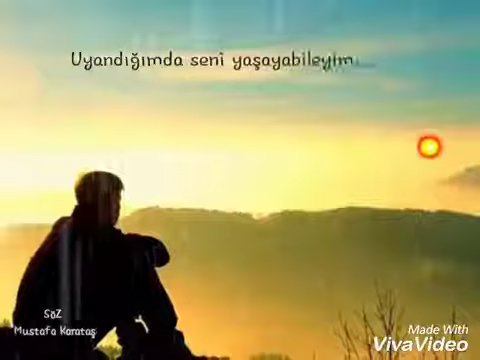 Uyandığımda seni yaşayabileyim....
SöZ
Mustafa Karataş
Made With
VivaVideo